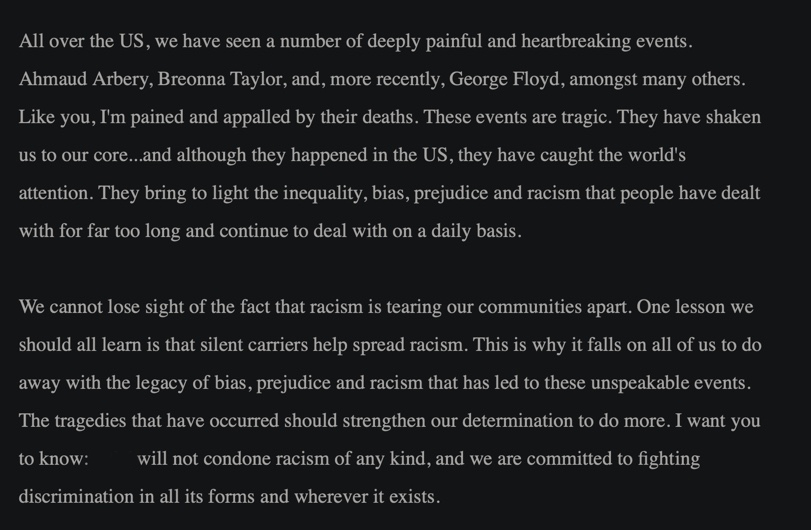 All over the US, we have seen a number of deeply painful and heartbreaking events.
Ahmaud Arbery, Breonna Taylor, and, more recently, George Floyd, amongst many others.
Like you, I'm pained and appalled by their deaths. These events are tragic. They have shaken
us to our core...and although they happened in the US, they have caught the world's
attention. They bring to light the inequality, bias, prejudice and racism that people have dealt
with for far too long and continue to deal with on a daily basis.
We cannot lose sight of the fact that racism is tearing our communities apart. One lesson we
should all learn is that silent carriers help spread racism. This is why it falls on all of us to do
away with the legacy of bias, prejudice and racism that has led to these unspeakable events.
The tragedies that have occurred should strengthen our determination to do more. I want you
to know: will not condone racism of any kind, and we are committed to fighting
discrimination in all its forms and wherever it exists.